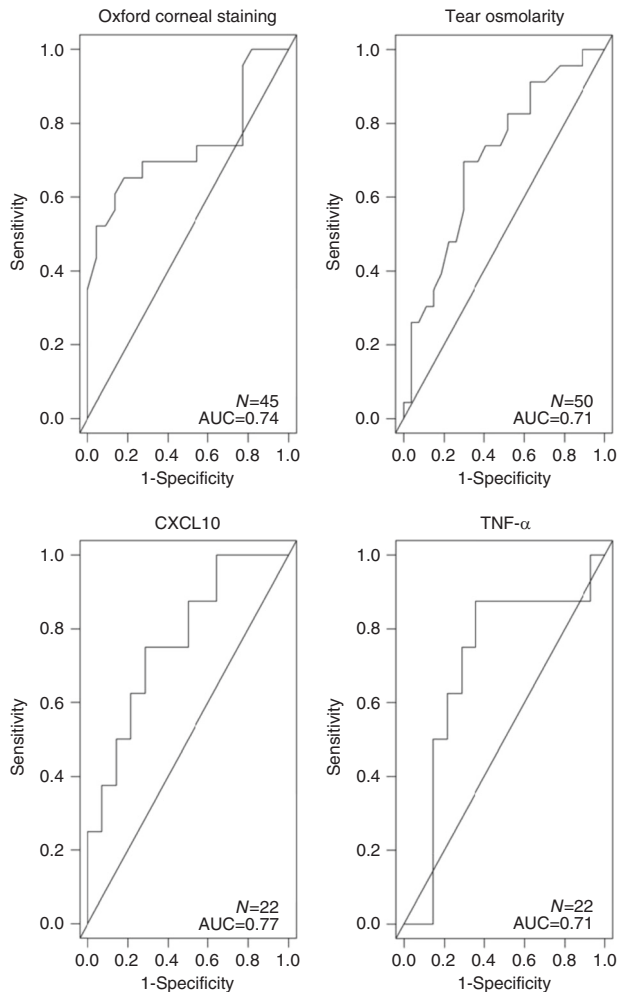 Oxford corneal staining
1.0
0.8
0.6
0.4
0.2
0.0
Sensitivity
N=45
AUC=0.74
0.0 0.2 0.4 0.6 0.8 1.0
1-Specificity
Tear osmolarity
1.0
0.8
0.6
0.4
0.2
0.0
Sensitivity
N=50
AUC=0.71
0.0 0.2 0.4 0.6 0.8 1.0
1-Specificity
CXCL10
1.0
0.8
0.6
0.4
0.2
0.0
Sensitivity
N=22
AUC=0.77
0.0 0.2 0.4 0.6 0.8 1.0
1-Specificity
TNF-α
1.0
0.8
0.6
0.4
0.2
0.0
Sensitivity
N=22
AUC=0.71
0.0 0.2 0.4 0.6 0.8 1.0
1-Specificity